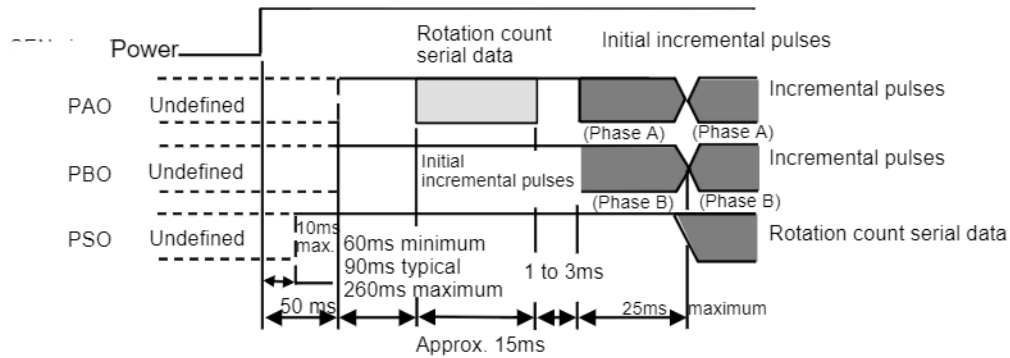 Rotation count
serial data
Initial incremental pulses
Power
PAO Undefined
Incremental pulses
(Phase A) (Phase A)
PBO Undefined
Initial
incremental pulses
Incremental pulses
(Phase B) (Phase B)
PSO Undefined
10ms
max.
Rotation count serial data
60ms minimum
90ms typical
260ms maximum
1 to 3ms
50 ms
25ms maximum
Approx. 15ms